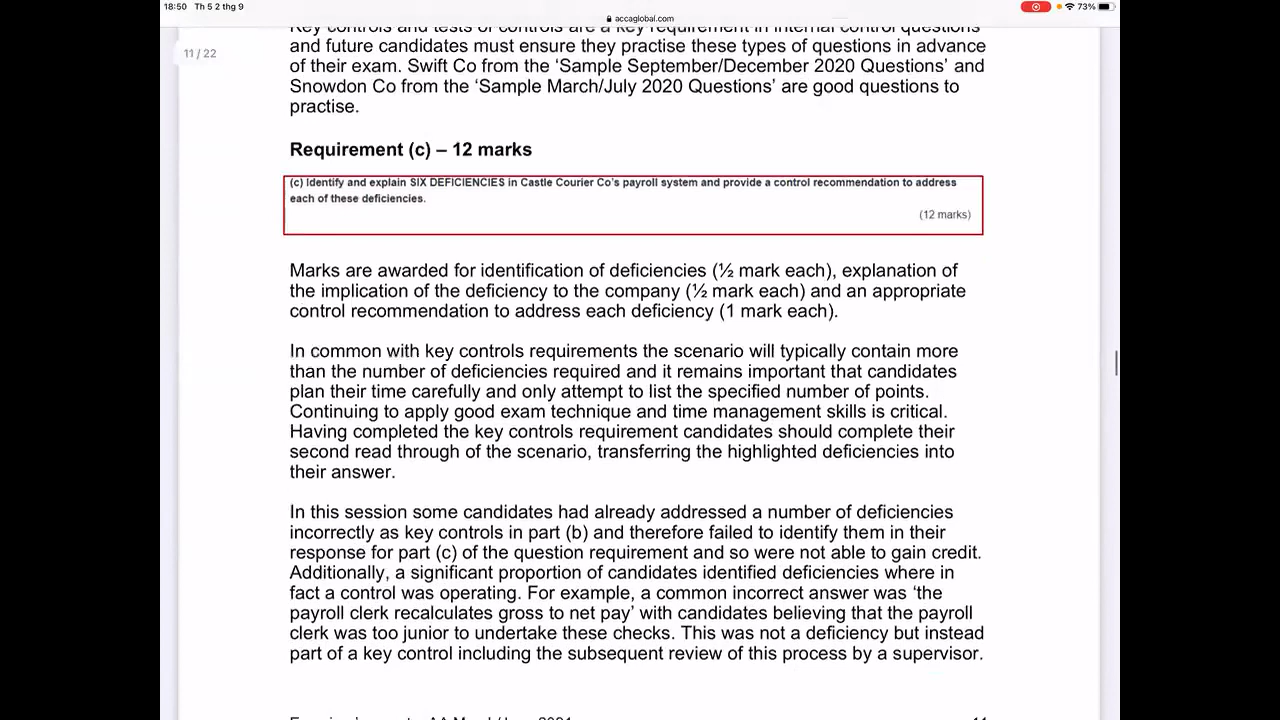 18:50 Th 5 2 thg 9
73%
accaglobal.com
11 / 22
Key controls and tests of controls are a key requirement in internal control questions
and future candidates must ensure they practise these types of questions in advance
of their exam. Swift Co from the ‘Sample September/December 2020 Questions’ and
Snowdon Co from the ‘Sample March/July 2020 Questions’ are good questions to
practise.
Requirement (c) – 12 marks
(c) Identify and explain SIX DEFICIENCIES in Castle Courier Co’s payroll system and provide a control recommendation to address
each of these deficiencies.
(12 marks)
Marks are awarded for identification of deficiencies (½ mark each), explanation of
the implication of the deficiency to the company (½ mark each) and an appropriate
control recommendation to address each deficiency (1 mark each).
In common with key controls requirements the scenario will typically contain more
than the number of deficiencies required and it remains important that candidates
plan their time carefully and only attempt to list the specified number of points.
Continuing to apply good exam technique and time management skills is critical.
Having completed the key controls requirement candidates should complete their
second read through of the scenario, transferring the highlighted deficiencies into
their answer.
In this session some candidates had already addressed a number of deficiencies
incorrectly as key controls in part (b) and therefore failed to identify them in their
response for part (c) of the question requirement and so were not able to gain credit.
Additionally, a significant proportion of candidates identified deficiencies where in
fact a control was operating. For example, a common incorrect answer was ‘the
payroll clerk recalculates gross to net pay’ with candidates believing that the payroll
clerk was too junior to undertake these checks. This was not a deficiency but instead
part of a key control including the subsequent review of this process by a supervisor.